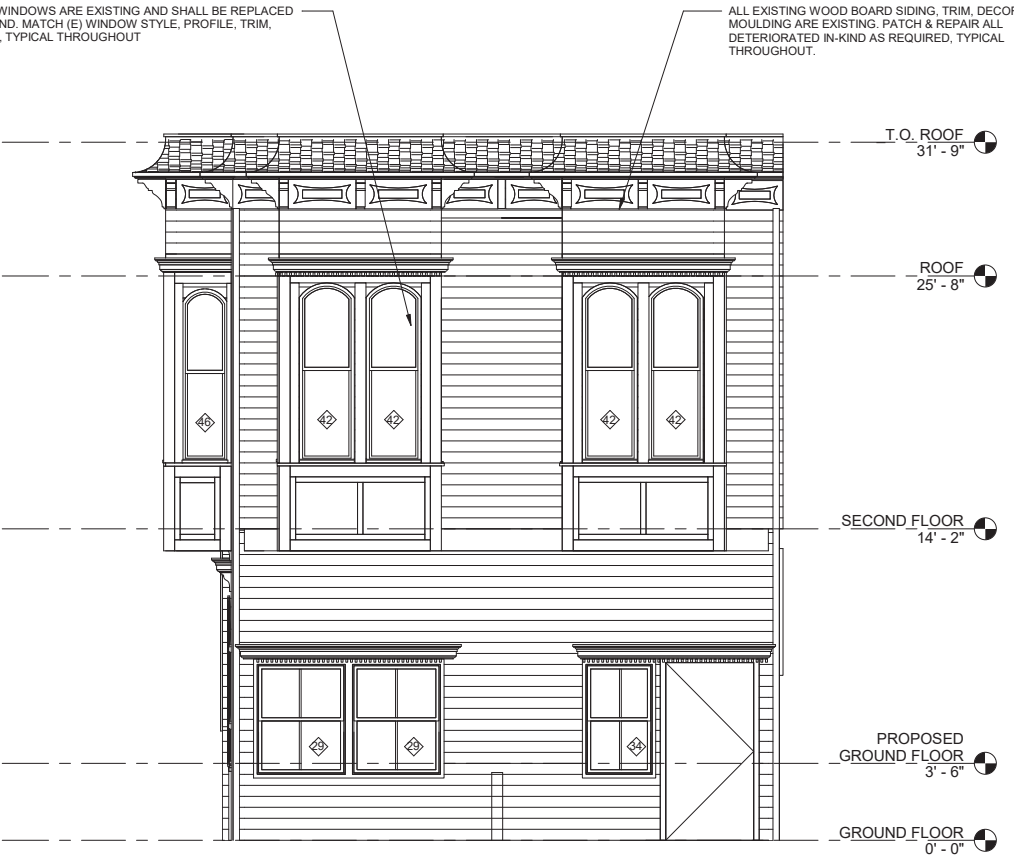 WINDOWS ARE EXISTING AND SHALL BE REPLACED
ND. MATCH (E) WINDOW STYLE, PROFILE, TRIM,
, TYPICAL THROUGHOUT
ALL EXISTING WOOD BOARD SIDING, TRIM, DECOR
MOULDING ARE EXISTING. PATCH & REPAIR ALL
DETERIORATED IN-KIND AS REQUIRED, TYPICAL
THROUGHOUT.
T.O. ROOF
31' - 9"
ROOF
25' - 8"
46
42
42
42
42
SECOND FLOOR
14' - 2"
29
29
34
PROPOSED
GROUND FLOOR
3' - 6"
GROUND FLOOR
0' - 0"